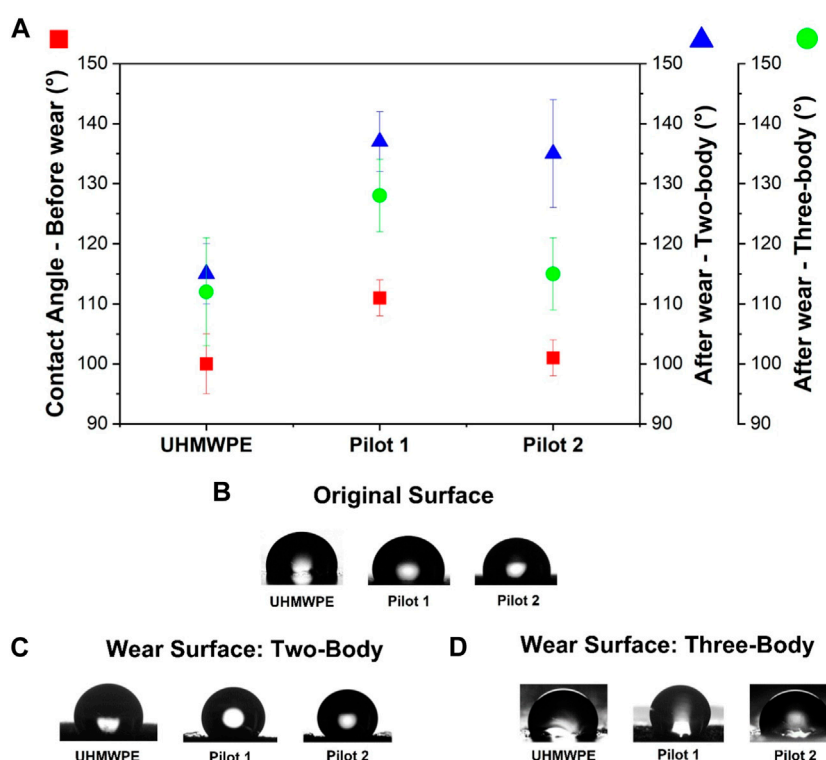 A
Contact Angle - Before wear (°)
150
140
130
120
110
100
90
150
140
130
120
110
100
90
After wear - Two-body (°)
150
140
130
120
110
100
90
After wear - Three-body (°)
UHMWPE Pilot 1 Pilot 2
B Original Surface
UHMWPE Pilot 1 Pilot 2
C Wear Surface: Two-Body
UHMWPE Pilot 1 Pilot 2
D Wear Surface: Three-Body
UHMWPE Pilot 1 Pilot 2